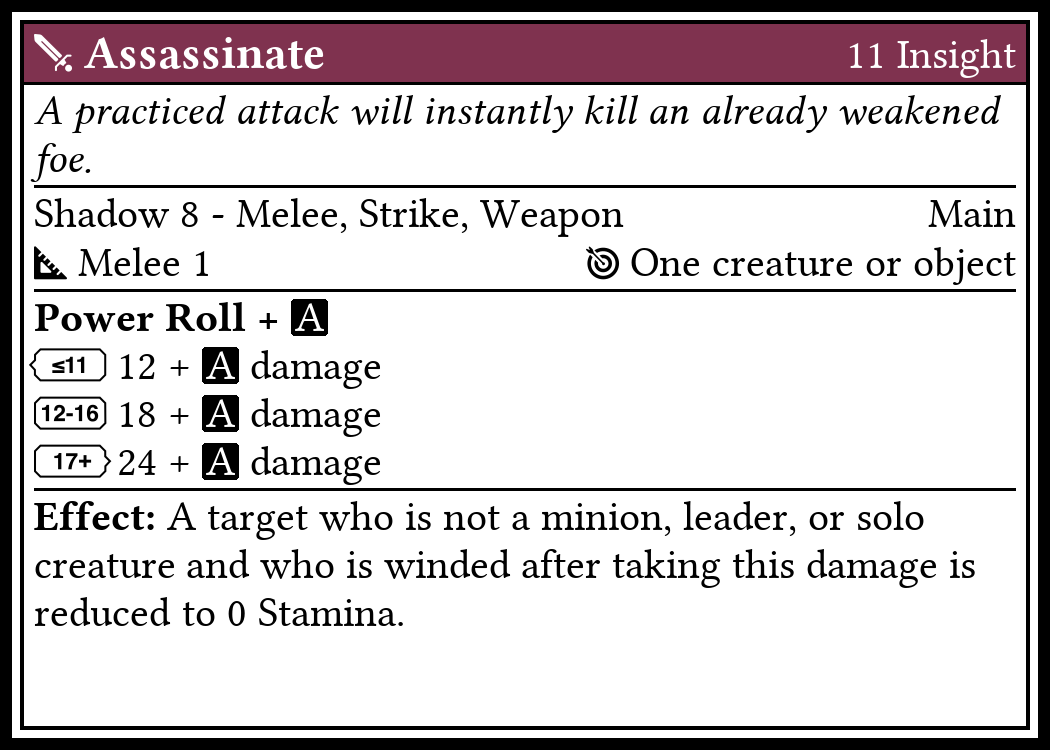 Assassinate 11 Insight
A practiced attack will instantly kill an already weakened
foe.
Shadow 8 - Melee, Strike, Weapon Main
Melee 1 One creature or object
Power Roll + A
≤11 12 + A damage
12-16 18 + A damage
17+ 24 + A damage
Effect: A target who is not a minion, leader, or solo
creature and who is winded after taking this damage is
reduced to 0 Stamina.